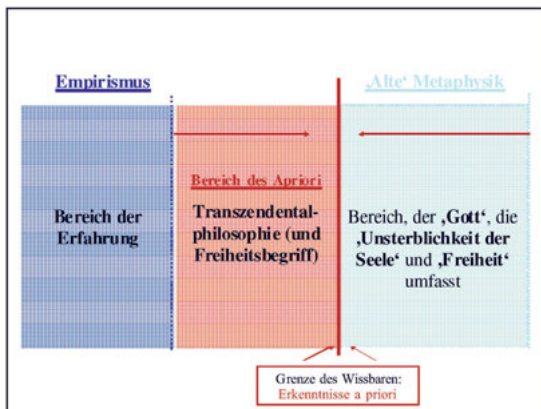 Empirismus
‚Alte‘ Metaphysik
Bereich der
Erfahrung
Bereich des Apriori
Transzendental-
philosophie (und
Freiheitsbegriff)
Bereich, der ‚Gott‘, die
‚Unsterblichkeit der
Seele‘ und ‚Freiheit‘
umfasst
Grenze des Wissbaren:
Erkenntnisse a priori